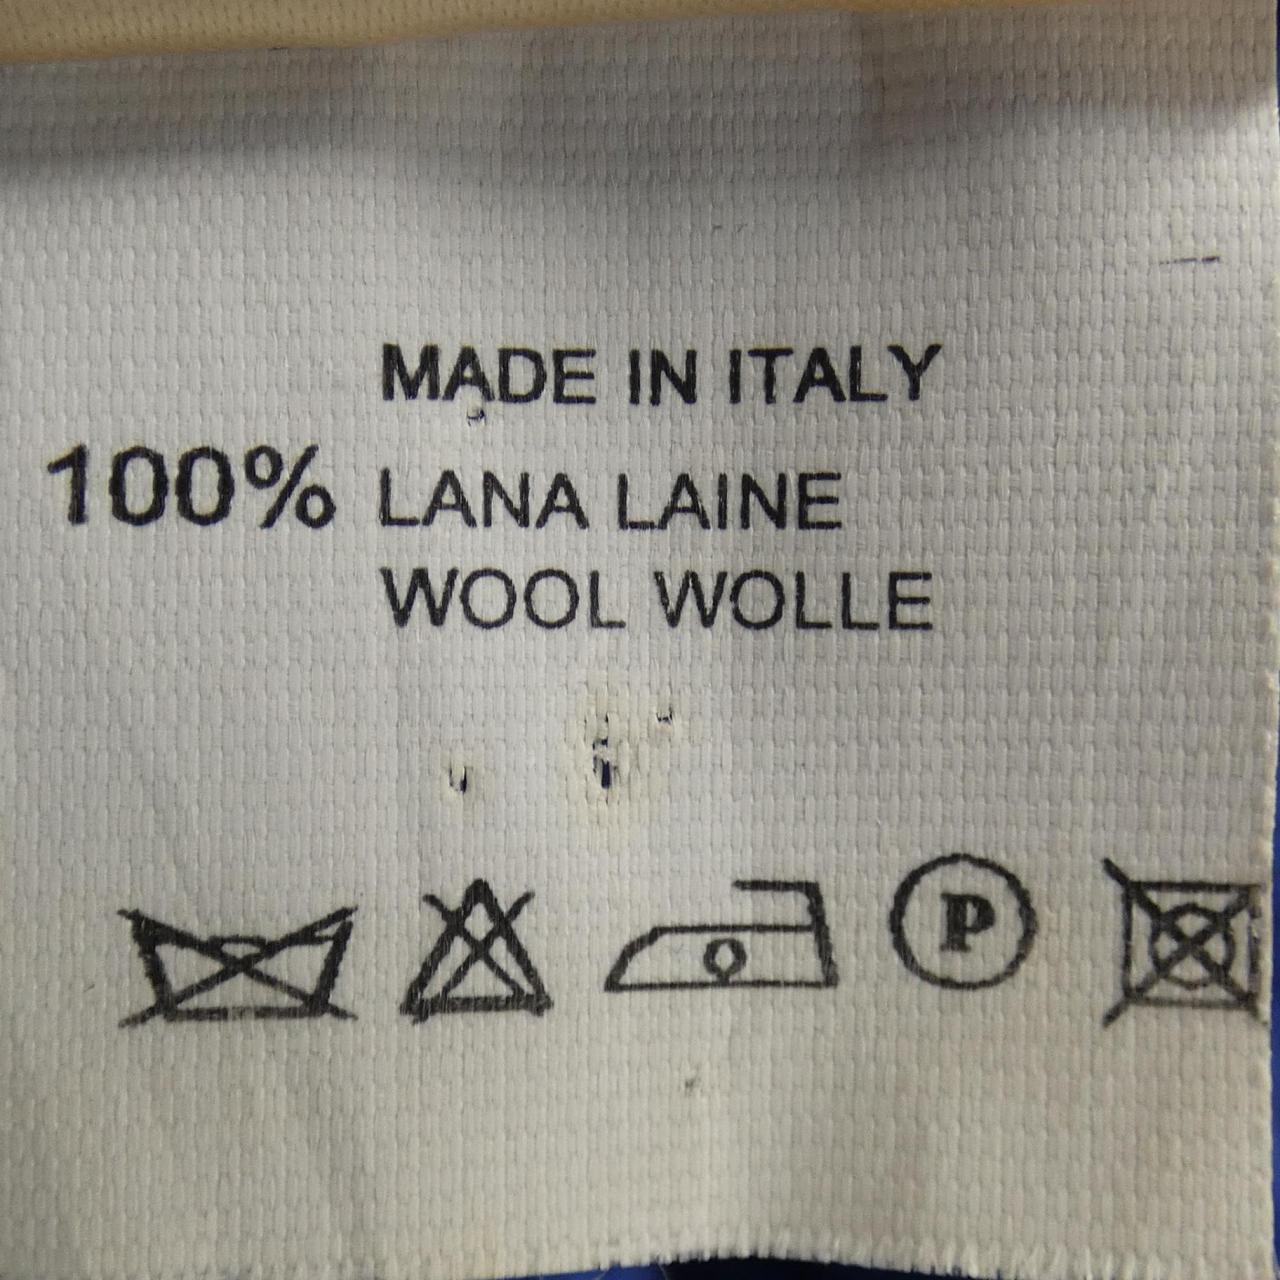 MADE IN ITALY
100% LANA LAINE
WOOL WOLLE
P